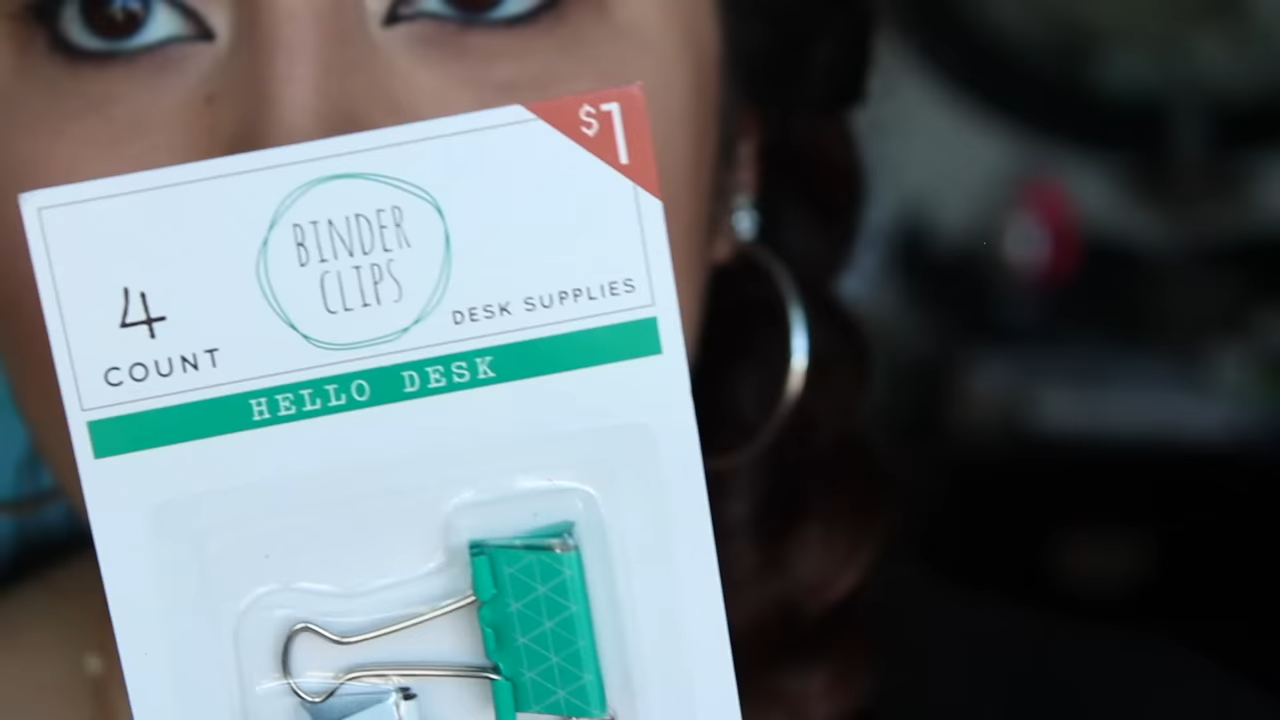 $1
BINDER
CLIPS
4
COUNT
DESK SUPPLIES
HELLO DESK